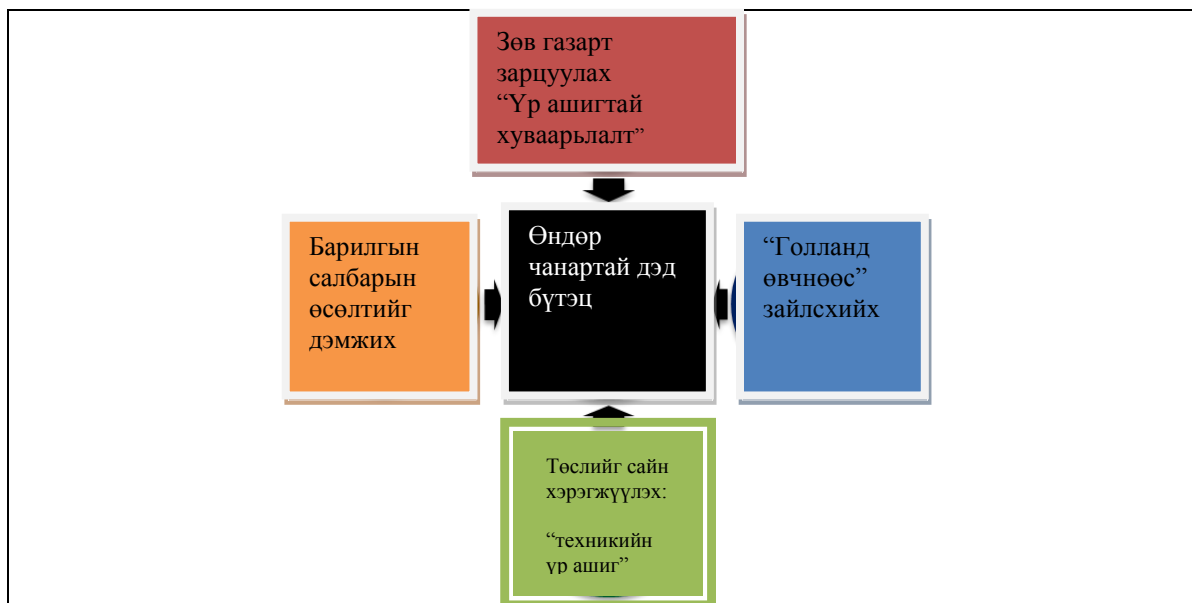 Зөв газарт
зарцуулах
“Үр ашигтай
хуваарьлалт”
Барилгын
салбарын
өсөлтийг
дэмжих
Өндөр
чанартай дэд
бүтэц
“Голланд
өвчнөөс”
зайлсхийх
Төслийг сайн
хэрэгжүүлэх:
“техникийн
үр ашиг”